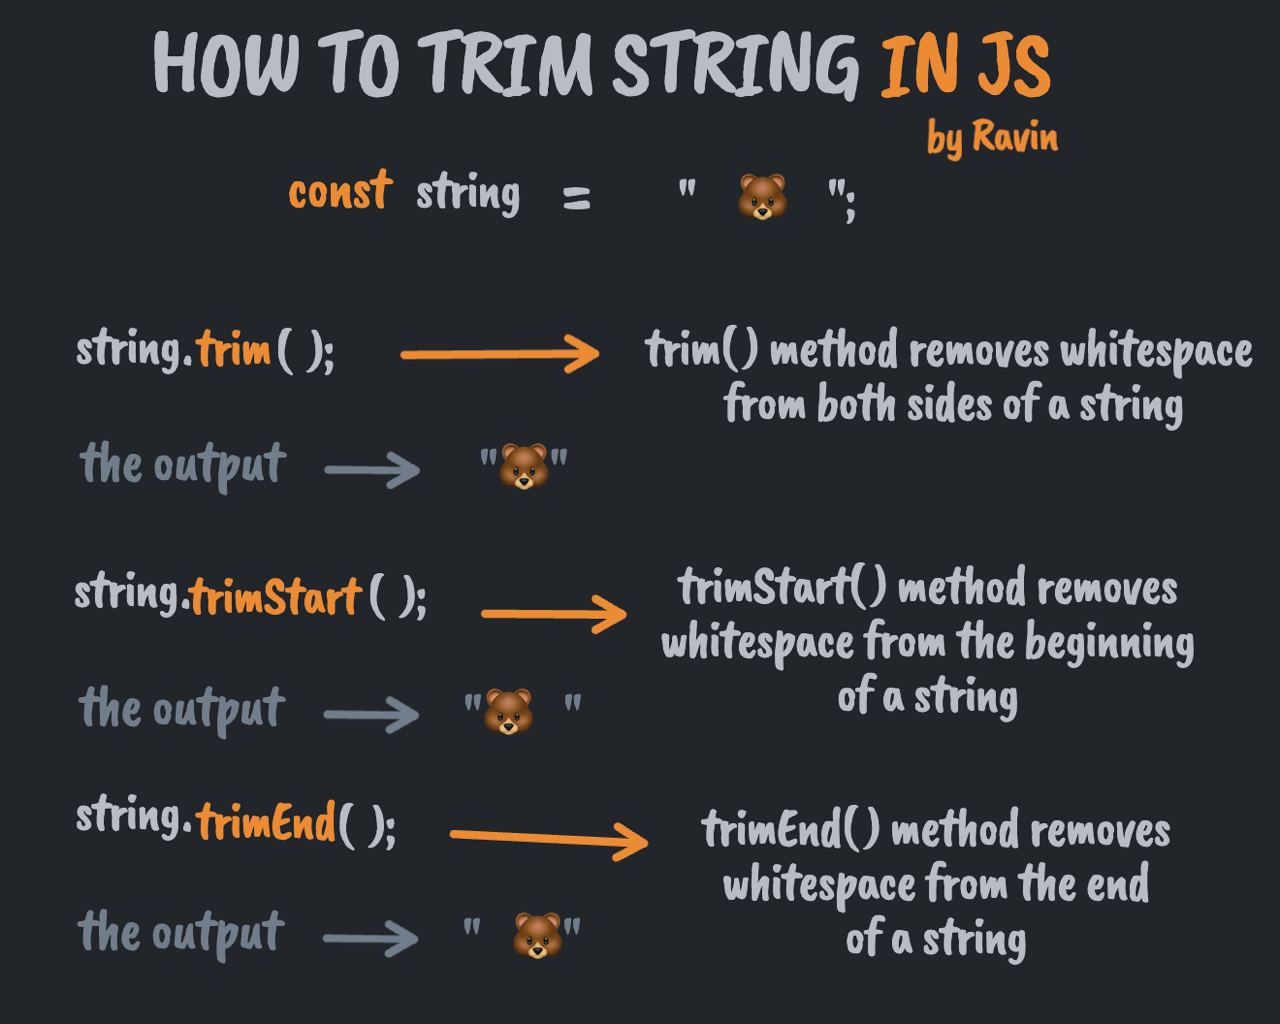 HOW TO TRIM STRING IN JS
by Ravin
const string = " 🐻 ";
string.trim( );
trim() method removes whitespace
from both sides of a string
the output "🐻"
string.trimStart( );
trimStart() method removes
whitespace from the beginning
of a string
the output "🐻 "
string.trimEnd( );
trimEnd() method removes
whitespace from the end
of a string
the output " 🐻"